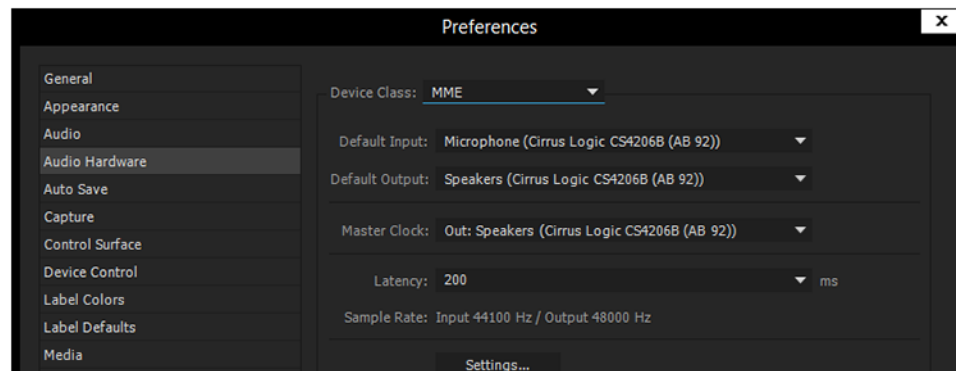 Preferences
x
General
Appearance
Audio
Audio Hardware
Auto Save
Capture
Control Surface
Device Control
Label Colors
Label Defaults
Media
Device Class: MME
Default Input: Microphone (Cirrus Logic CS4206B (AB 92))
Default Output: Speakers (Cirrus Logic CS4206B (AB 92))
Master Clock: Out: Speakers (Cirrus Logic CS4206B (AB 92))
Latency: 200 ms
Sample Rate: Input 44100 Hz / Output 48000 Hz
Settings...